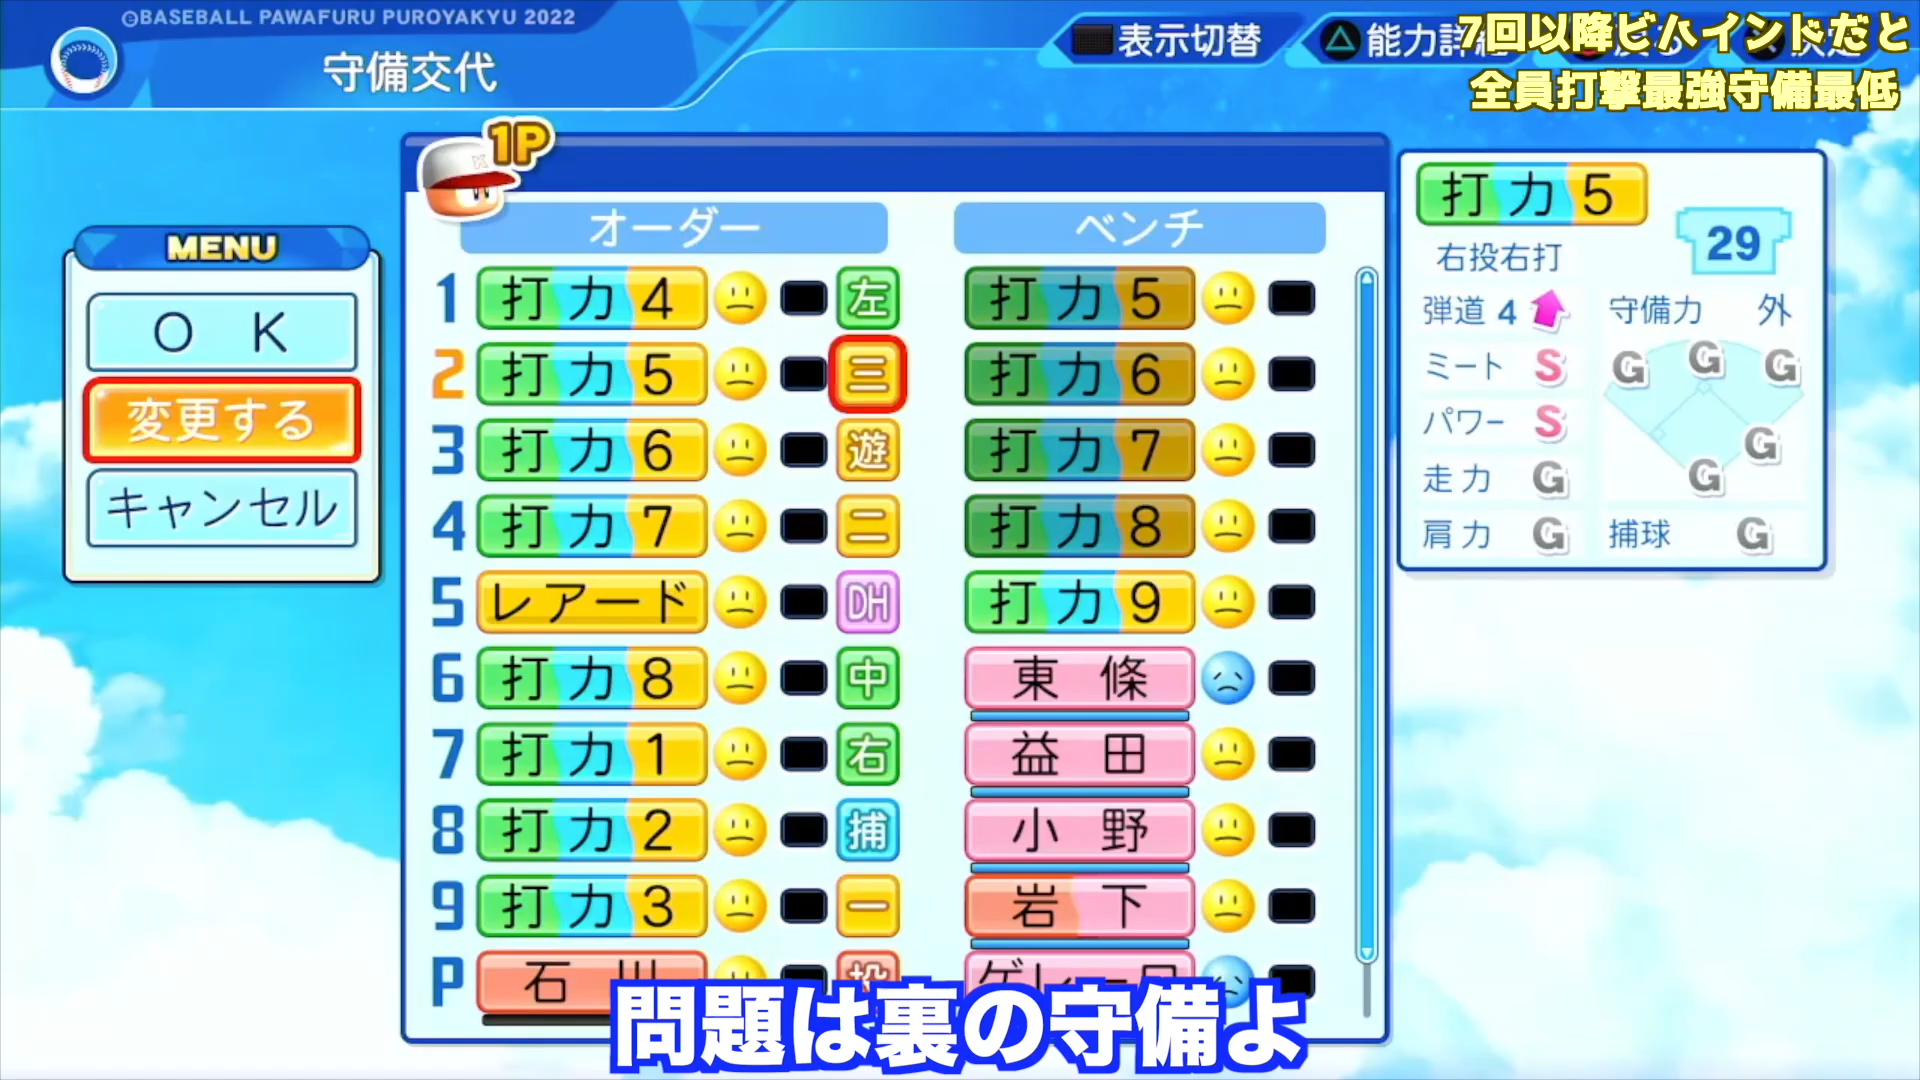 ©BASEBALL PAWAFURU PUROYAKYU 2022
守備交代
表示切替
能力詳細
7回以降ビハインドだと
全員打撃最強守備最低
1P
MENU
OK
変更する
キャンセル
オーダー
1 打力4 左
2 打力5 三
3 打力6 遊
4 打力7 二
5 レアード DH
6 打力8 中
7 打力1 右
8 打力2 捕
9 打力3 一
P 石川 投
ベンチ
打力5
打力6
打力7
打力8
打力9
東條
益田
小野
岩下
ゲレーロ
打力5
29
右投右打
弾道 4
ミート S
パワー S
走力 G
肩力 G
守備力 外
G G G
G
G
捕球 G
問題は裏の守備よ